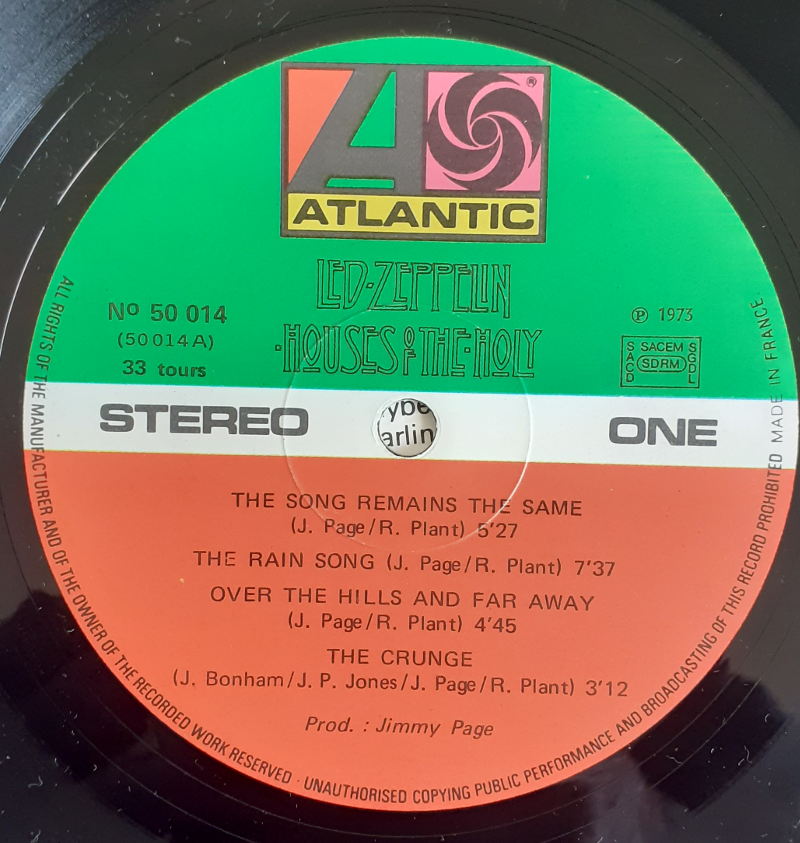 ATLANTIC
®
LED·ZEPPELIN
·HOUSES OF THE·HOLY
Nº 50 014
(50014A)
33 tours
℗ 1973
SACD
SACEM
SDRM
SGDL
STEREO
ONE
THE SONG REMAINS THE SAME
(J. Page/R. Plant) 5'27
THE RAIN SONG (J. Page/R. Plant) 7'37
OVER THE HILLS AND FAR AWAY
(J. Page/R. Plant) 4'45
THE CRUNGE
(J. Bonham/J. P. Jones/J. Page/R. Plant) 3'12
Prod. : Jimmy Page
ALL RIGHTS OF THE MANUFACTURER AND OF THE OWNER OF THE RECORDED WORK RESERVED · UNAUTHORISED COPYING PUBLIC PERFORMANCE AND BROADCASTING OF THIS RECORD PROHIBITED MADE IN FRANCE.